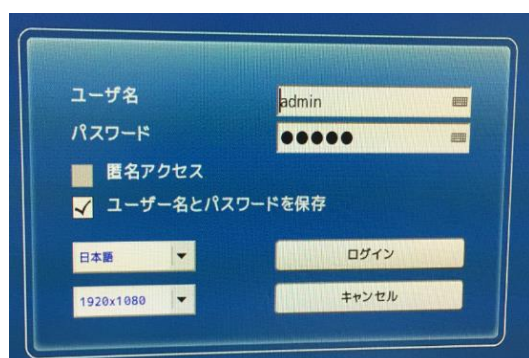 ユーザ名
admin
パスワード
●●●●●
匿名アクセス
ユーザー名とパスワードを保存
日本語
ログイン
1920x1080
キャンセル